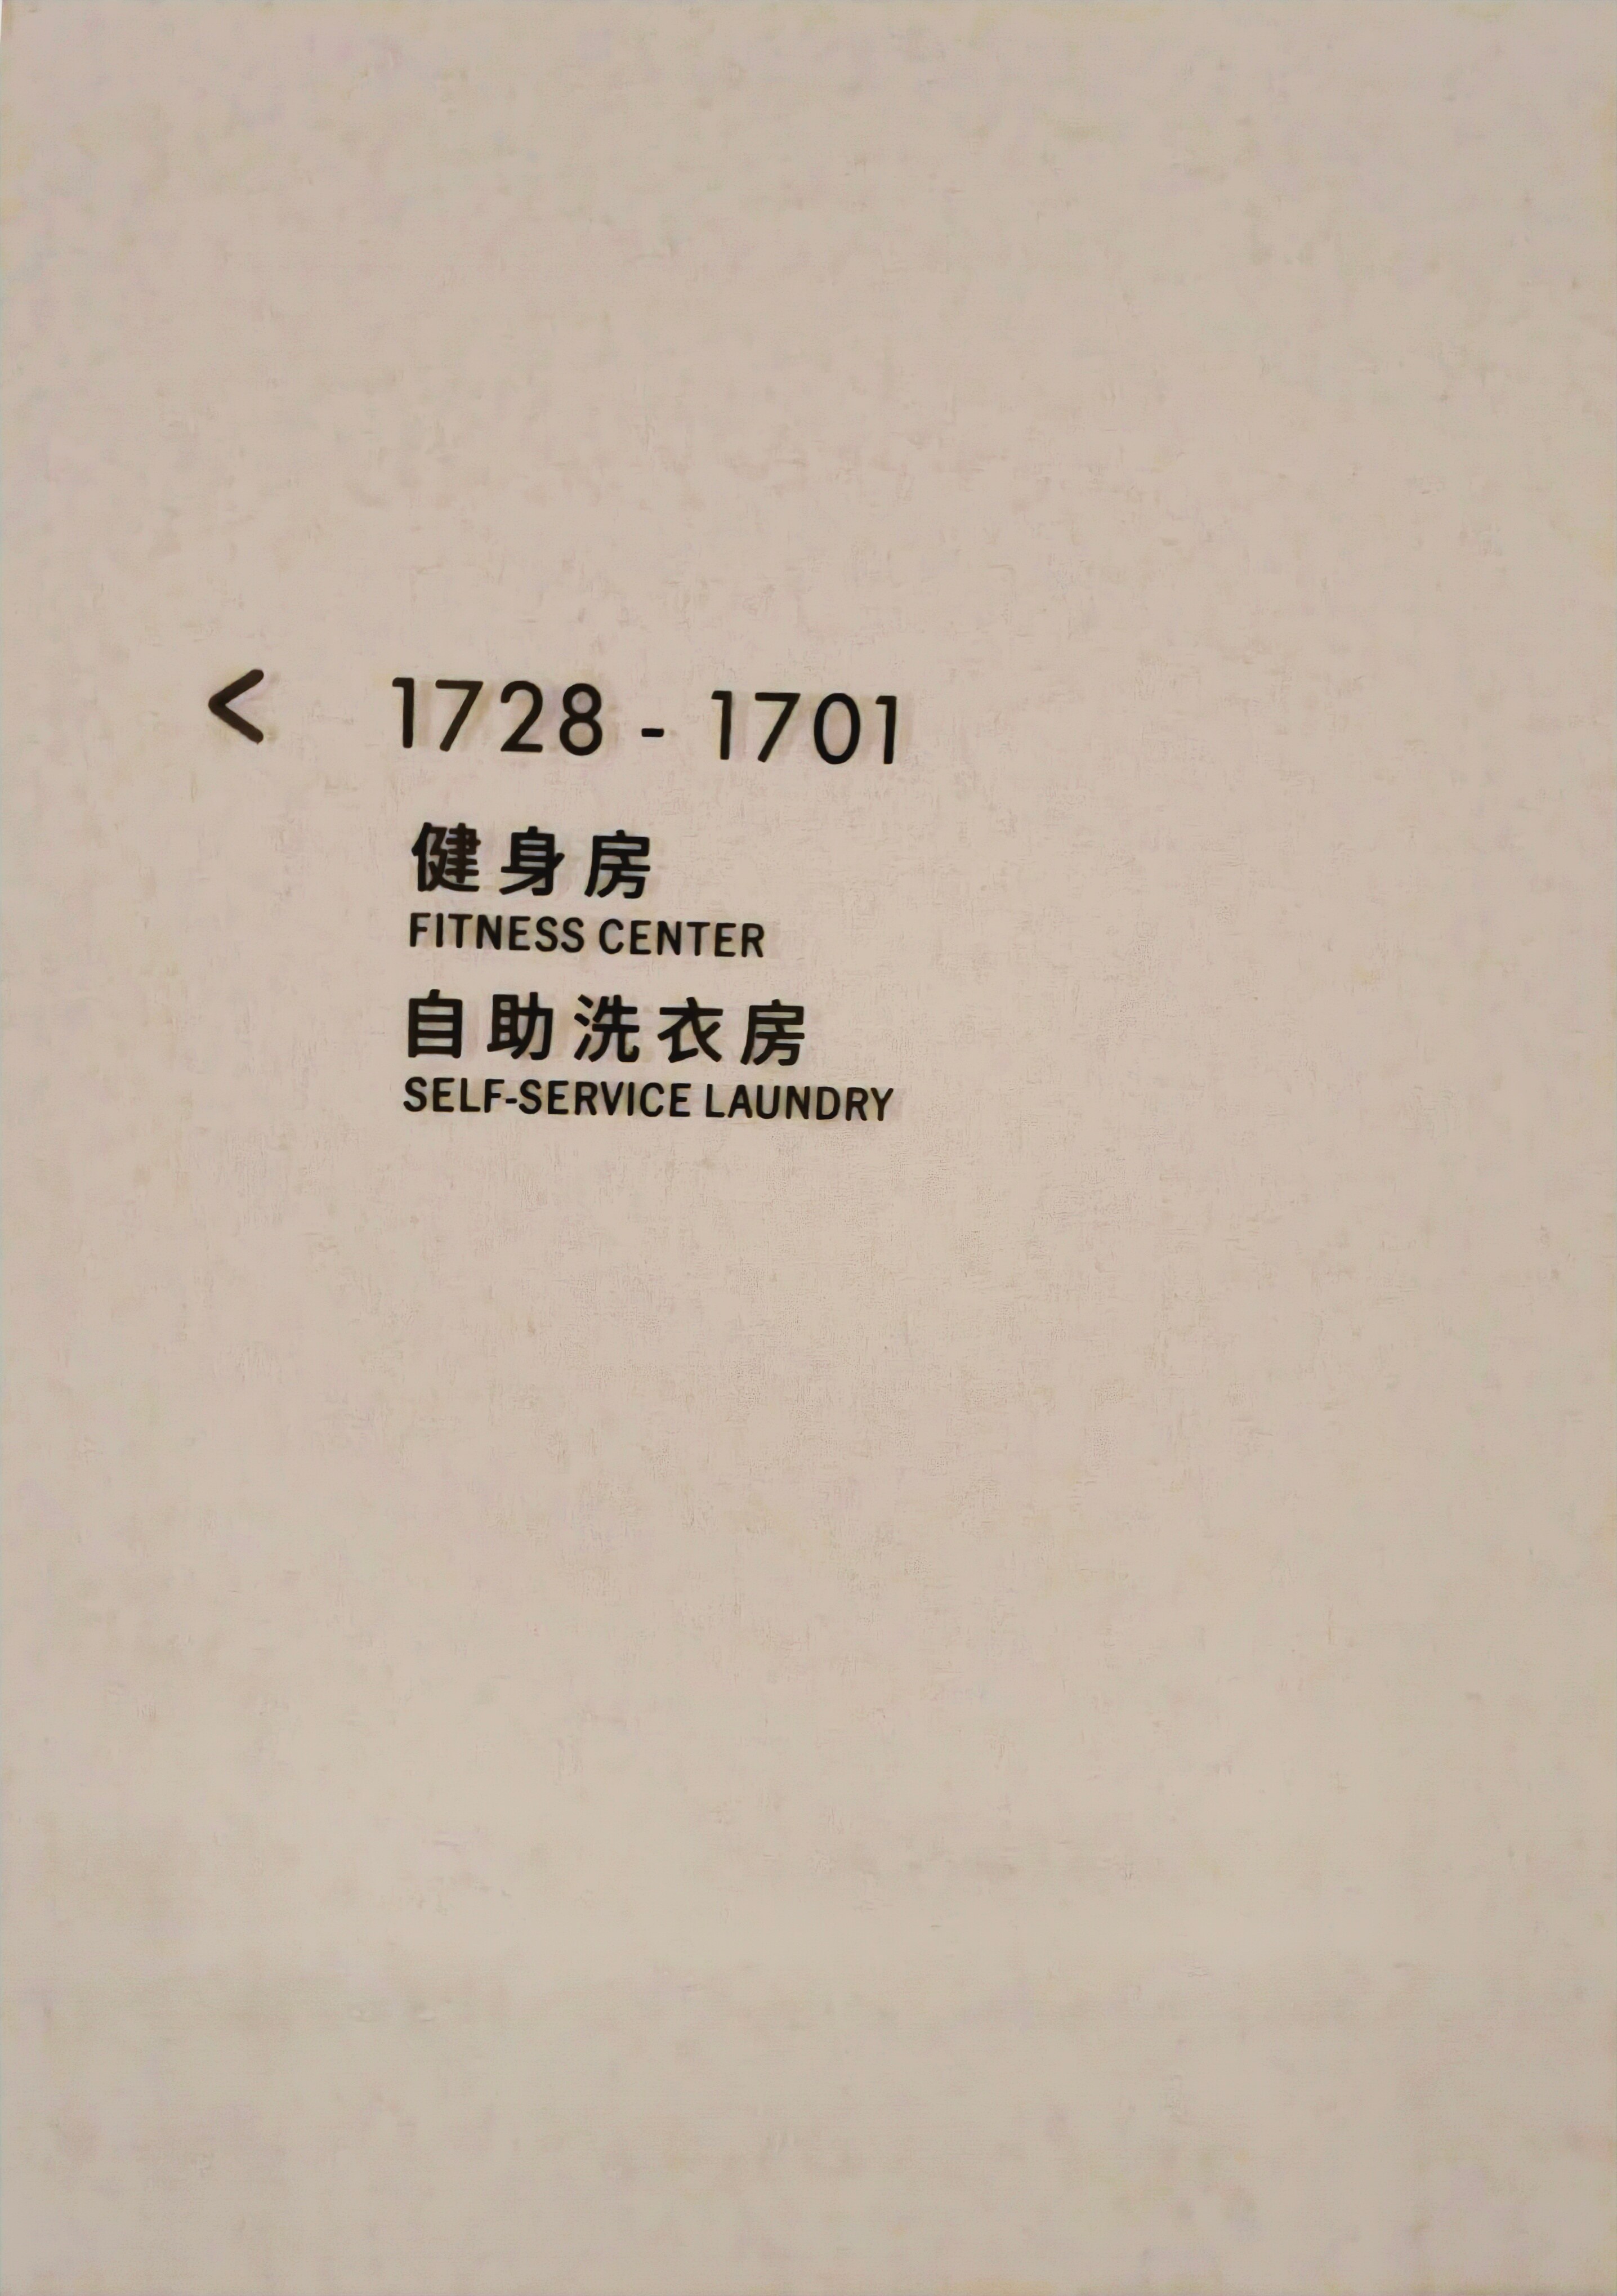 < 1728 - 1701
健身房
FITNESS CENTER
自助洗衣房
SELF-SERVICE LAUNDRY